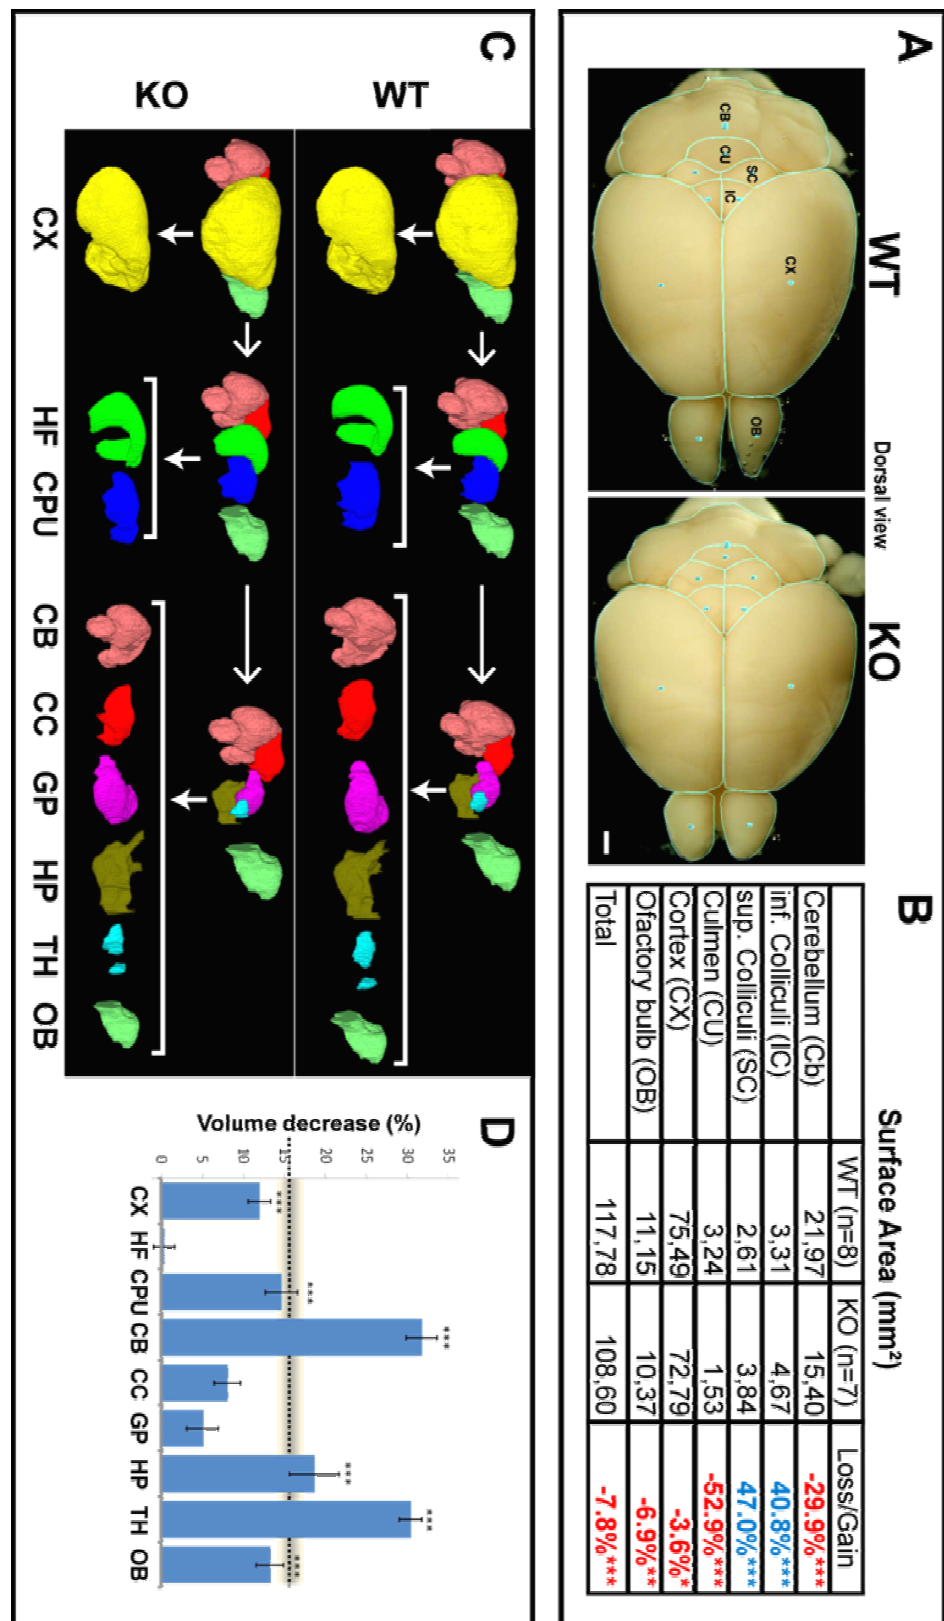 A
WT
Dorsal view
KO
CB
CU
SC
IC
CX
OB
B
Surface Area (mm²)
WT (n=8) KO (n=7) Loss/Gain
Cerebellum (Cb) 21,97 15,40 -29.9%***
inf. Colliculi (IC) 3,31 4,67 40.8%***
sup. Colliculi (SC) 2,61 3,84 47.0%***
Culmen (CU) 3,24 1,53 -52.9%***
Cortex (CX) 75,49 72,79 -3.6%*
Ofactory bulb (OB) 11,15 10,37 -6.9%**
Total 117,78 108,60 -7.8%***
C
WT
KO
CX HF CPU CB CC GP HP TH OB
D
Volume decrease (%)
35
30
25
20
15
10
5
0
*** *** *** *** *** ***
CX HF CPU CB CC GP HP TH OB